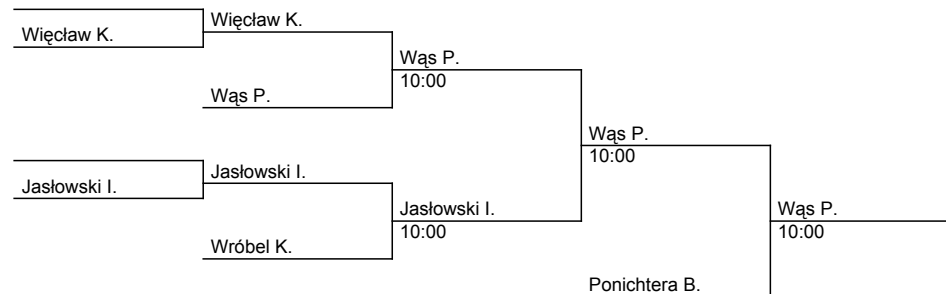 Więcław K.
Więcław K.
Wąs P.
10:00
Wąs P.
Wąs P.
10:00
Jasłowski I.
Jasłowski I.
Jasłowski I.
10:00
Wąs P.
10:00
Wróbel K.
Ponichtera B.